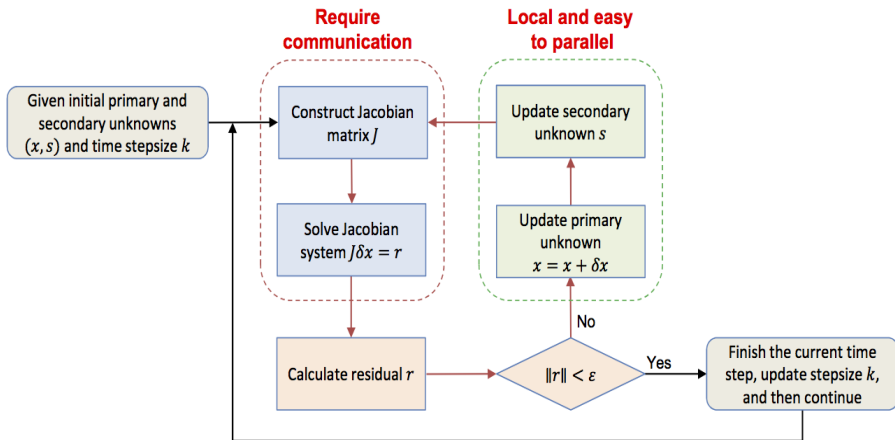 Require
communication
Local and easy
to parallel
Given initial primary and
secondary unknowns
(x, s) and time stepsize k
Construct Jacobian
matrix J
Update secondary
unknown s
Solve Jacobian
system Jδx = r
Update primary
unknown
x = x + δx
No
Calculate residual r
‖r‖ < ε
Yes
Finish the current time
step, update stepsize k,
and then continue